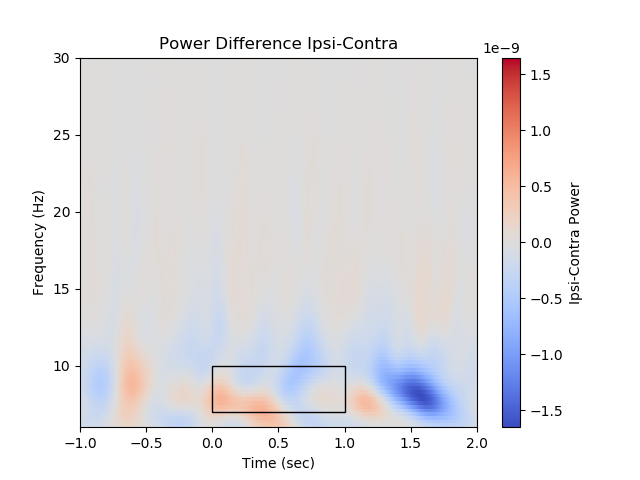 Power Difference Ipsi-Contra
1e−9
30
25
20
15
10
Frequency (Hz)
−1.0 −0.5 0.0 0.5 1.0 1.5 2.0
Time (sec)
1.5
1.0
0.5
0.0
−0.5
−1.0
−1.5
Ipsi-Contra Power